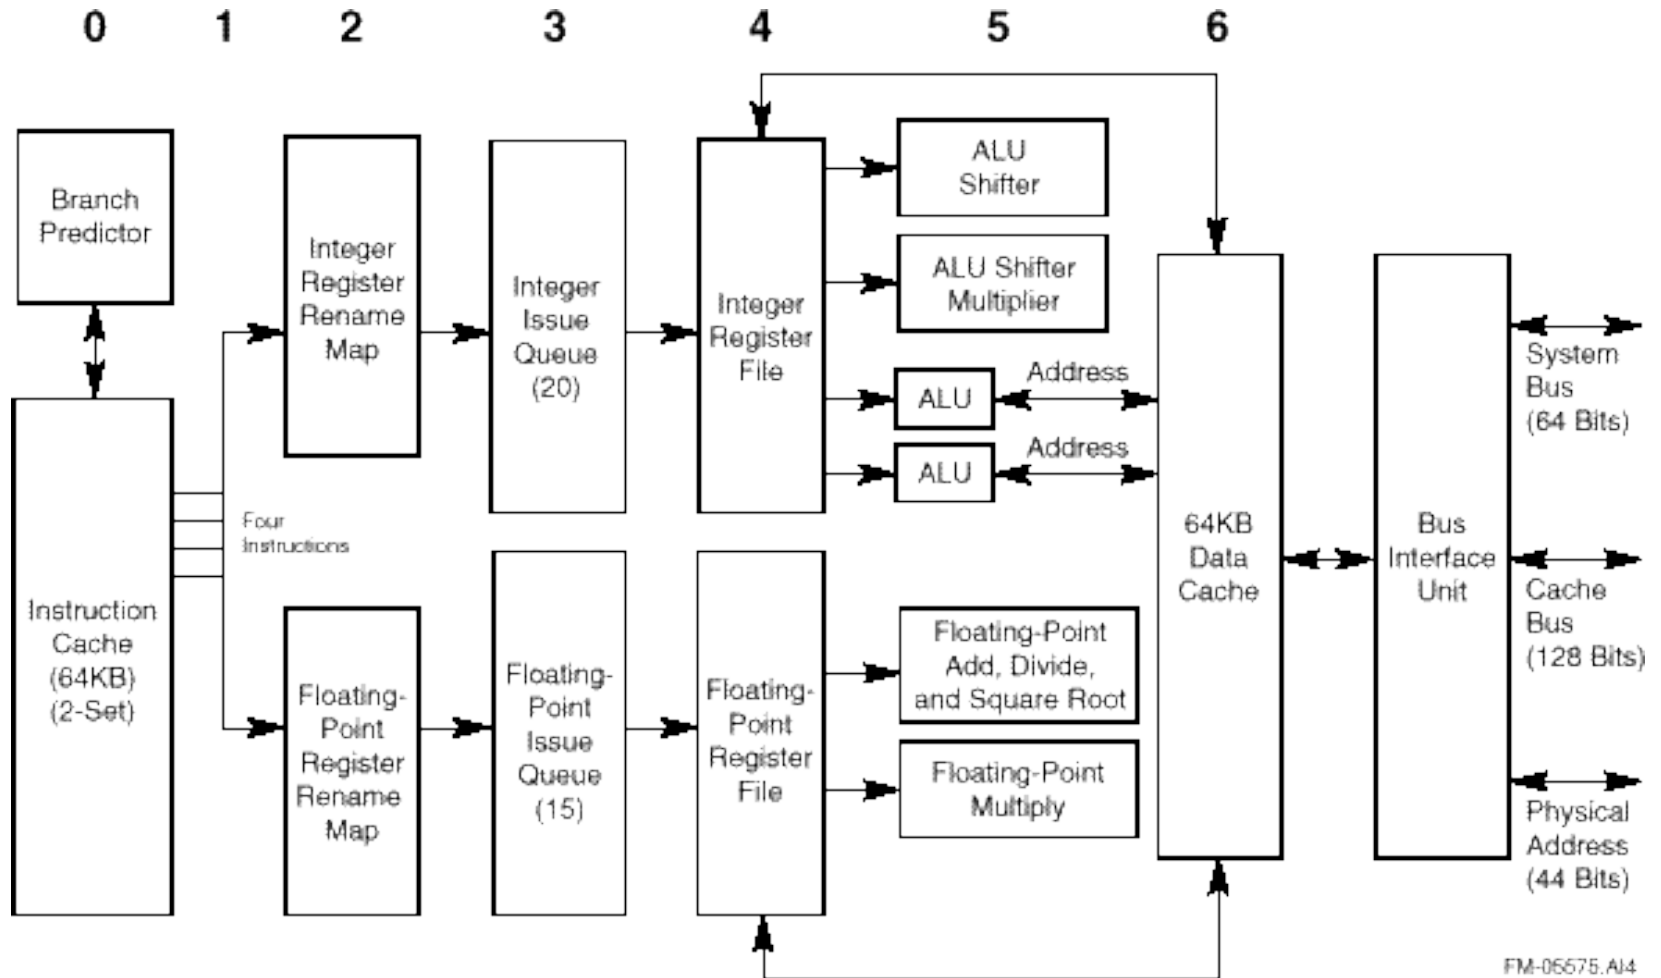 0 1 2 3 4 5 6
Branch
Predictor
Instruction
Cache
(64KB)
(2-Set)
Four
Instructions
Integer
Register
Rename
Map
Floating-
Point
Register
Rename
Map
Integer
Issue
Queue
(20)
Floating-
Point
Issue
Queue
(15)
Integer
Register
File
Floating-
Point
Register
File
ALU
Shifter
ALU Shifter
Multiplier
ALU
Address
ALU
Address
Floating-Point
Add, Divide,
and Square Root
Floating-Point
Multiply
64KB
Data
Cache
Bus
Interface
Unit
System
Bus
(64 Bits)
Cache
Bus
(128 Bits)
Physical
Address
(44 Bits)
FM-05575.AI4